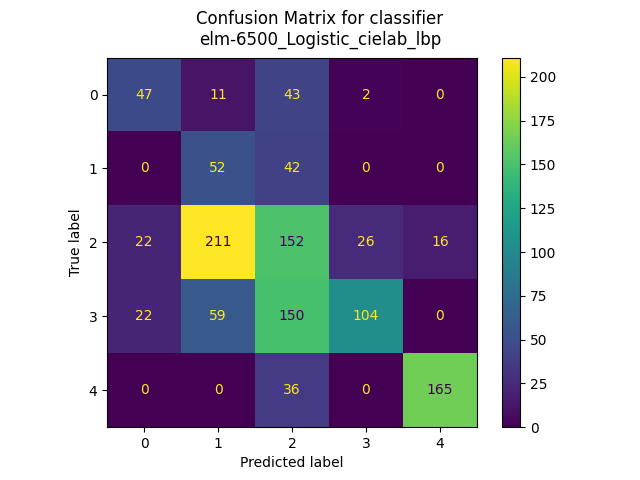 Confusion Matrix for classifier
elm-6500_Logistic_cielab_lbp
True label
0 47 11 43 2 0
1 0 52 42 0 0
2 22 211 152 26 16
3 22 59 150 104 0
4 0 0 36 0 165
0 1 2 3 4
Predicted label
200
175
150
125
100
75
50
25
0